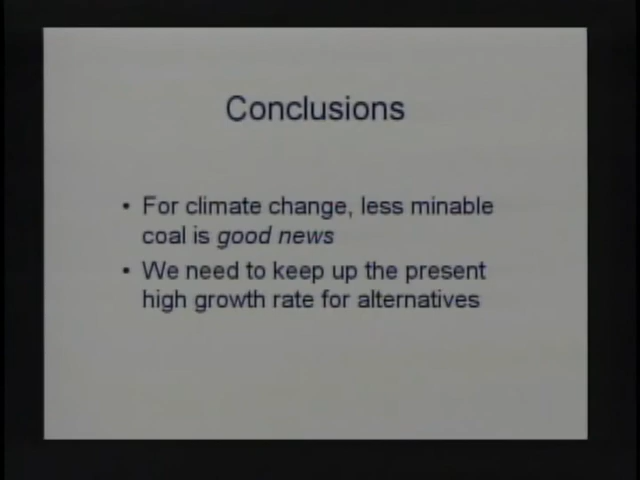 Conclusions
• For climate change, less minable
coal is good news
• We need to keep up the present
high growth rate for alternatives